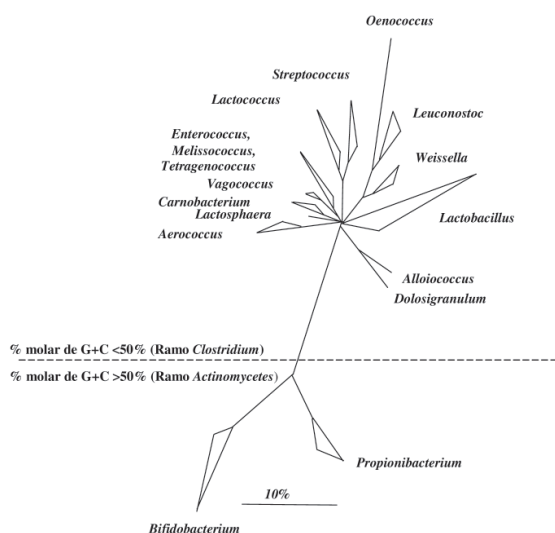 Oenococcus
Streptococcus
Lactococcus
Leuconostoc
Enterococcus,
Melissococcus,
Tetragenococcus
Weissella
Vagococcus
Carnobacterium
Lactosphaera
Lactobacillus
Aerococcus
Alloiococcus
Dolosigranulum
% molar de G+C <50% (Ramo Clostridium)
% molar de G+C >50% (Ramo Actinomycetes)
Propionibacterium
10%
Bifidobacterium